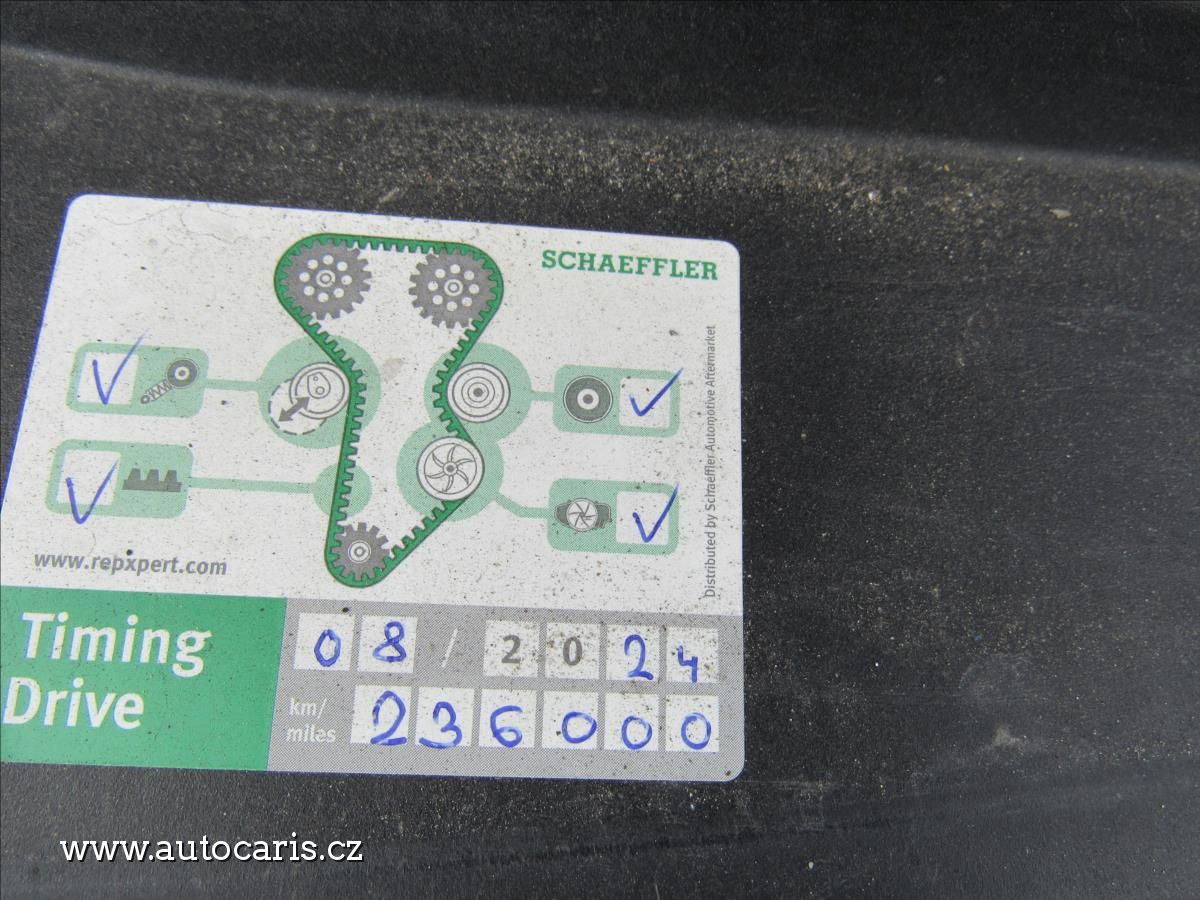 SCHAEFFLER
Distributed by Schaeffler Automotive Aftermarket
www.repxpert.com
Timing
Drive
08 / 2024
km/
miles
236000
www.autocaris.cz